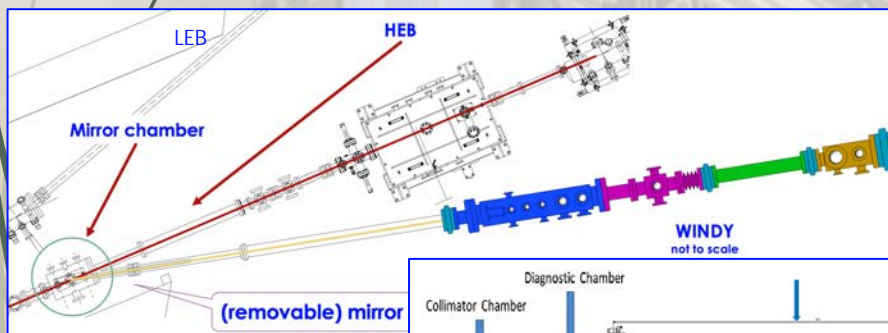 LEB
HEB
Mirror chamber
WINDY
not to scale
(removable) mirror
Diagnostic Chamber
Collimator Chamber